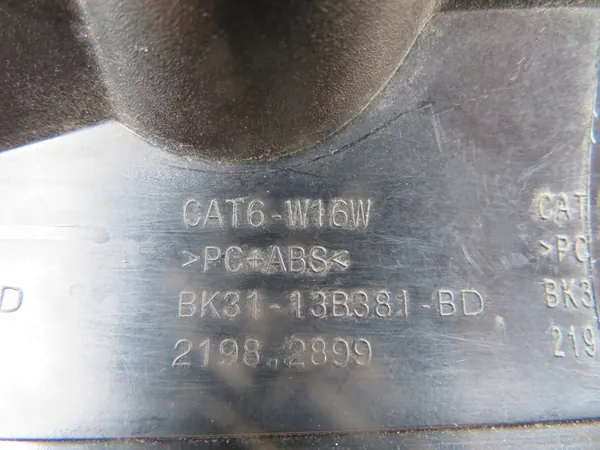 CAT6-W16W
>PC+ABS<
BK31-13B381-BD
2198.2899
CAT
>PC
BK3
219
D